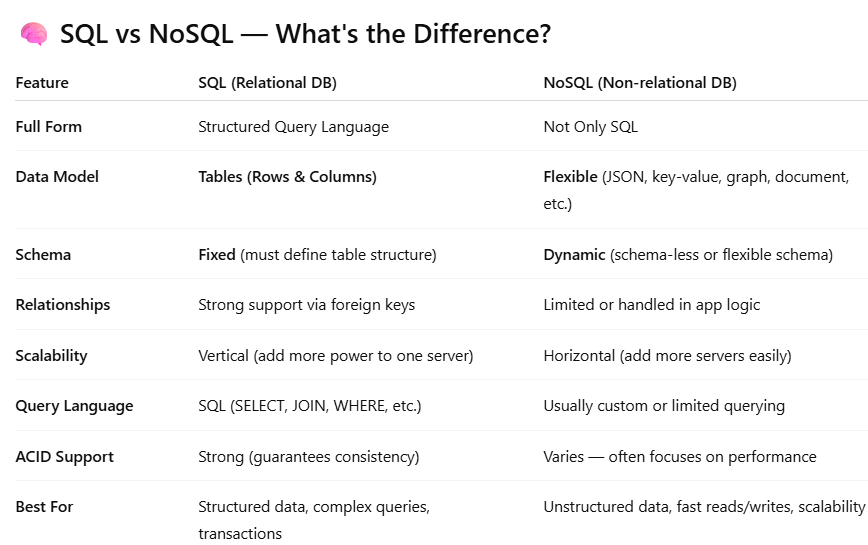 🧠 SQL vs NoSQL — What's the Difference?
Feature SQL (Relational DB) NoSQL (Non-relational DB)
Full Form Structured Query Language Not Only SQL
Data Model Tables (Rows & Columns) Flexible (JSON, key-value, graph, document,
etc.)
Schema Fixed (must define table structure) Dynamic (schema-less or flexible schema)
Relationships Strong support via foreign keys Limited or handled in app logic
Scalability Vertical (add more power to one server) Horizontal (add more servers easily)
Query Language SQL (SELECT, JOIN, WHERE, etc.) Usually custom or limited querying
ACID Support Strong (guarantees consistency) Varies — often focuses on performance
Best For Structured data, complex queries, Unstructured data, fast reads/writes, scalability
transactions